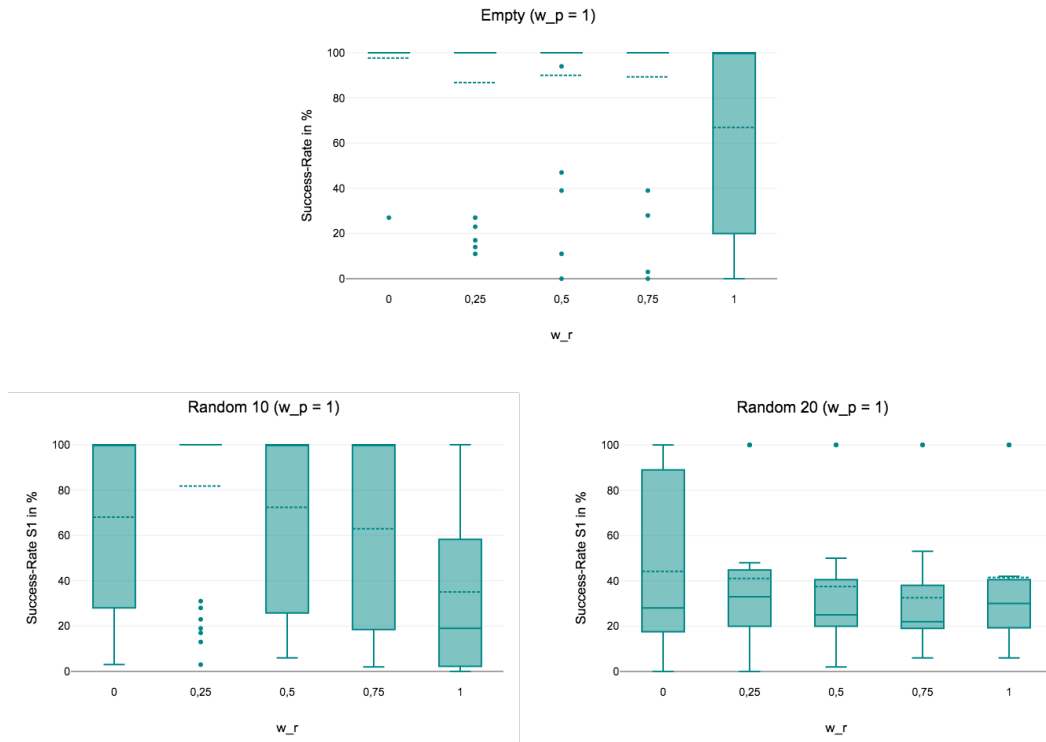 Empty (w_p = 1)
Success-Rate in %
100
80
60
40
20
0
0 0,25 0,5 0,75 1
w_r
Random 10 (w_p = 1)
Success-Rate S1 in %
100
80
60
40
20
0
0 0,25 0,5 0,75 1
w_r
Random 20 (w_p = 1)
Success-Rate S1 in %
100
80
60
40
20
0
0 0,25 0,5 0,75 1
w_r